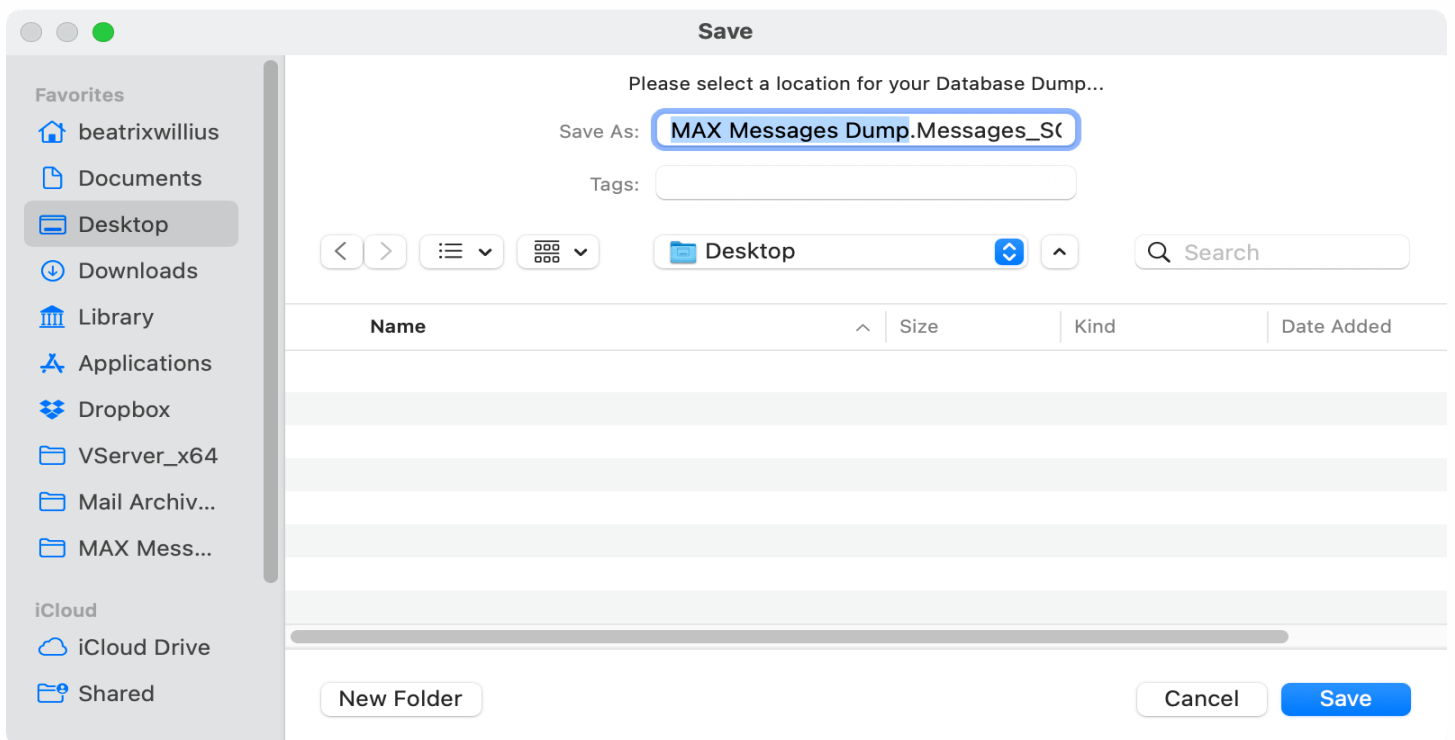 Save
Favorites
beatrixwillius
Documents
Desktop
Downloads
Library
Applications
Dropbox
VServer_x64
Mail Archiv...
MAX Mess...
iCloud
iCloud Drive
Shared
Please select a location for your Database Dump...
Save As: MAX Messages Dump.Messages_S
Tags:
Desktop
Search
Name Size Kind Date Added
New Folder Cancel Save